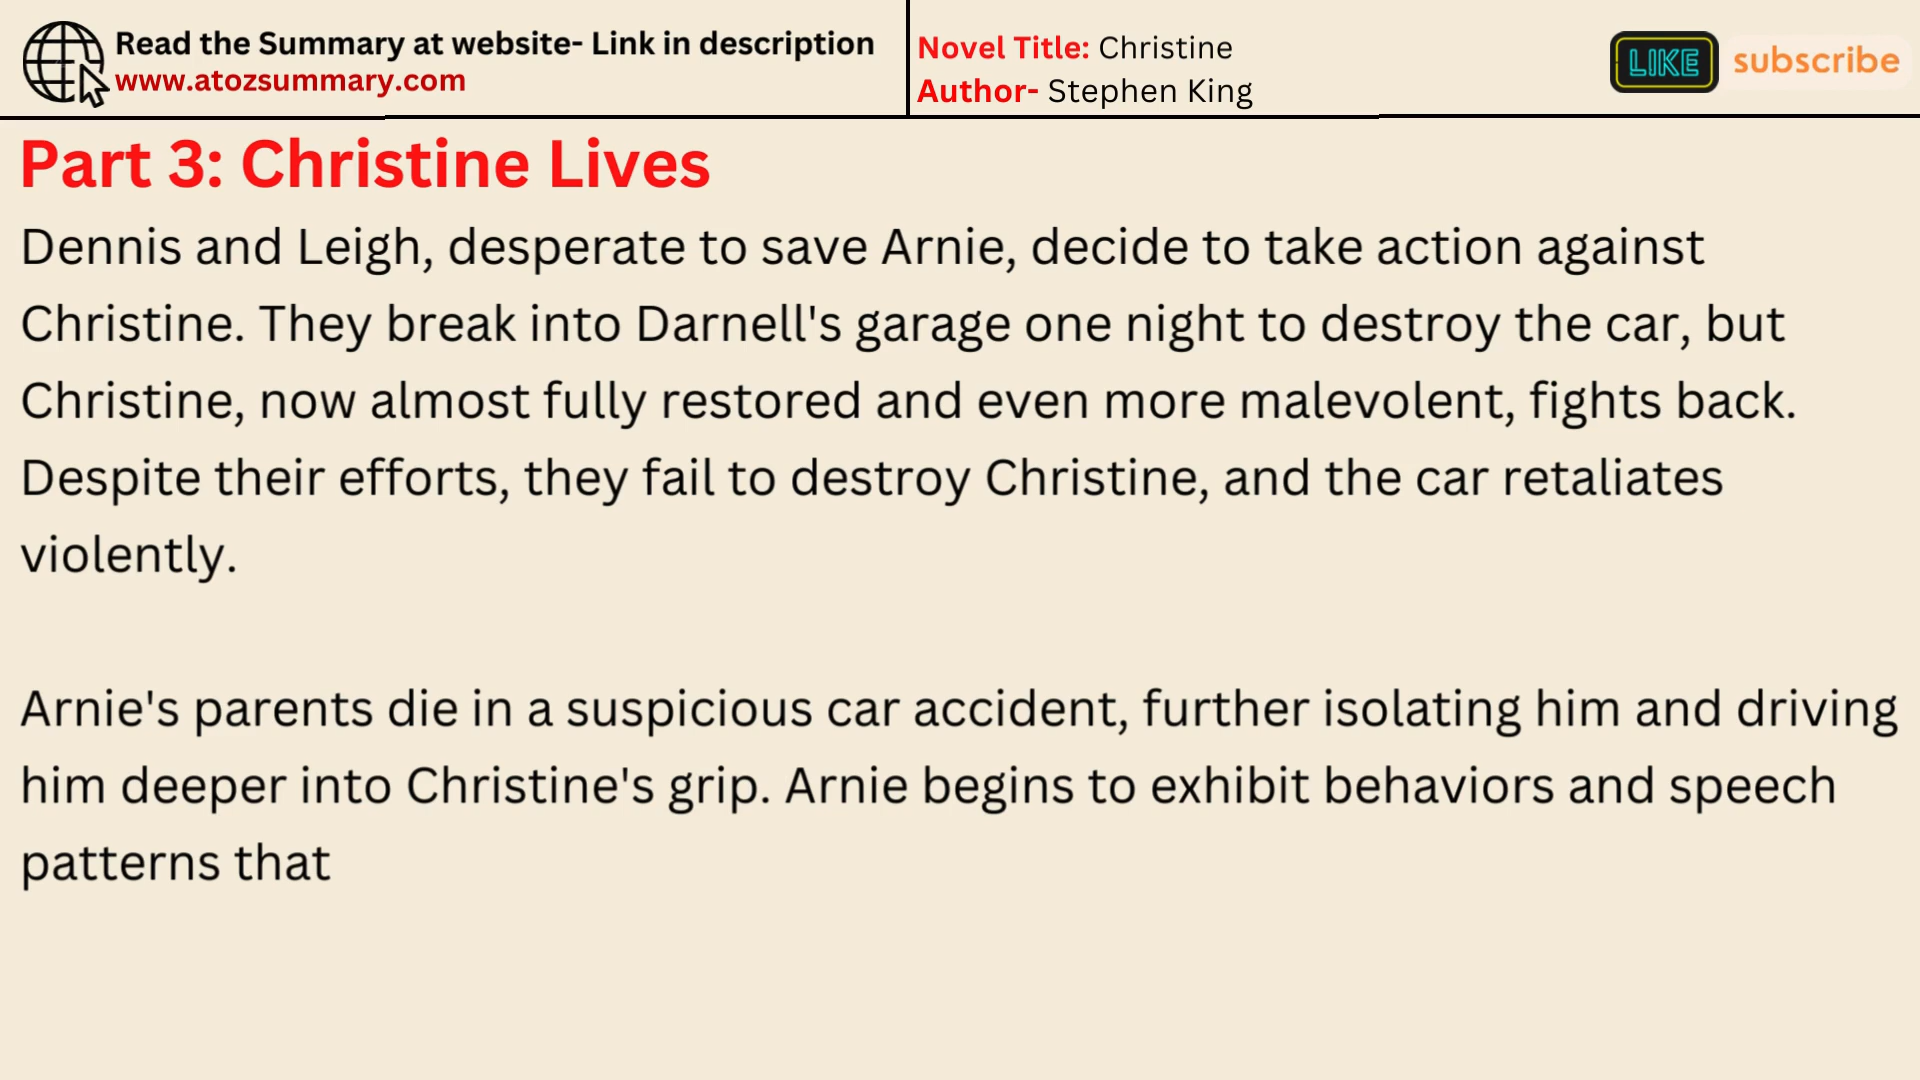 Read the Summary at website- Link in description
www.atozsummary.com
Novel Title: Christine
Author- Stephen King
LIKE
subscribe
Part 3: Christine Lives
Dennis and Leigh, desperate to save Arnie, decide to take action against
Christine. They break into Darnell's garage one night to destroy the car, but
Christine, now almost fully restored and even more malevolent, fights back.
Despite their efforts, they fail to destroy Christine, and the car retaliates
violently.
Arnie's parents die in a suspicious car accident, further isolating him and driving
him deeper into Christine's grip. Arnie begins to exhibit behaviors and speech
patterns that